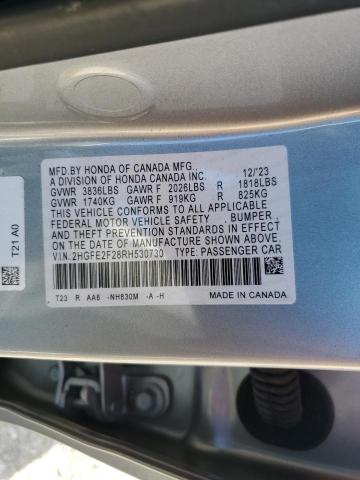 MFD. BY HONDA OF CANADA MFG., 12/'23
A DIVISION OF HONDA CANADA INC.
GVWR 3836LBS GAWR F 2026LBS R 1818LBS
GVWR 1740KG GAWR F 919KG R 825KG
THIS VEHICLE CONFORMS TO ALL APPLICABLE
FEDERAL MOTOR VEHICLE SAFETY , BUMPER ,
AND THEFT PREVENTION STANDARDS IN EFFECT
ON THE DATE OF MANUFACTURE SHOWN ABOVE.
V.I.N. 2HGFE2F28RH530730 TYPE: PASSENGER CAR
T23 R AA8 -NH830M -A -H MADE IN CANADA
T21 A0